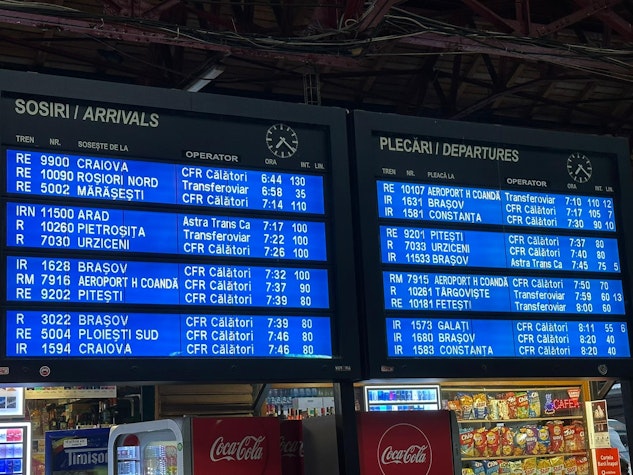 SOSIRI / ARRIVALS
TREN NR. SOSEȘTE DE LA OPERATOR ORA INT. LIN.
RE 9900 CRAIOVA CFR Călători 6:44 130
RE 10090 ROȘIORI NORD Transferoviar 6:58 35
RE 5002 MĂRĂȘEȘTI CFR Călători 7:14 110
IRN 11500 ARAD Astra Trans Ca 7:17 100
R 10260 PIETROȘIȚA Transferoviar 7:22 100
R 7030 URZICENI CFR Călători 7:26 100
IR 1628 BRAȘOV CFR Călători 7:32 100
RM 7916 AEROPORT H COANDĂ CFR Călători 7:37 90
RE 9202 PITEȘTI CFR Călători 7:39 80
R 3022 BRAȘOV CFR Călători 7:39 80
RE 5004 PLOIEȘTI SUD CFR Călători 7:46 80
IR 1594 CRAIOVA CFR Călători 7:46 80
PLECĂRI / DEPARTURES
TREN NR. PLEACĂ LA OPERATOR ORA INT. LIN.
RE 10107 AEROPORT H COANDĂ Transferoviar 7:10 110 12
IR 1631 BRAȘOV CFR Călători 7:17 105 7
IR 1581 CONSTANȚA CFR Călători 7:30 90 10
RE 9201 PITEȘTI CFR Călători 7:37 80
R 7033 URZICENI CFR Călători 7:40 80
IR 11533 BRAȘOV Astra Trans Ca 7:45 75 5
RM 7915 AEROPORT H COANDĂ CFR Călători 7:50 70
R 10261 TÂRGOVIȘTE Transferoviar 7:59 60 13
RE 10181 FETEȘTI Transferoviar 8:00 60
IR 1573 GALAȚI CFR Călători 8:11 55 6
IR 1680 BRAȘOV CFR Călători 8:20 40
IR 1583 CONSTANȚA CFR Călători 8:20 40
Coca-Cola
Coca-Cola
CAFEA